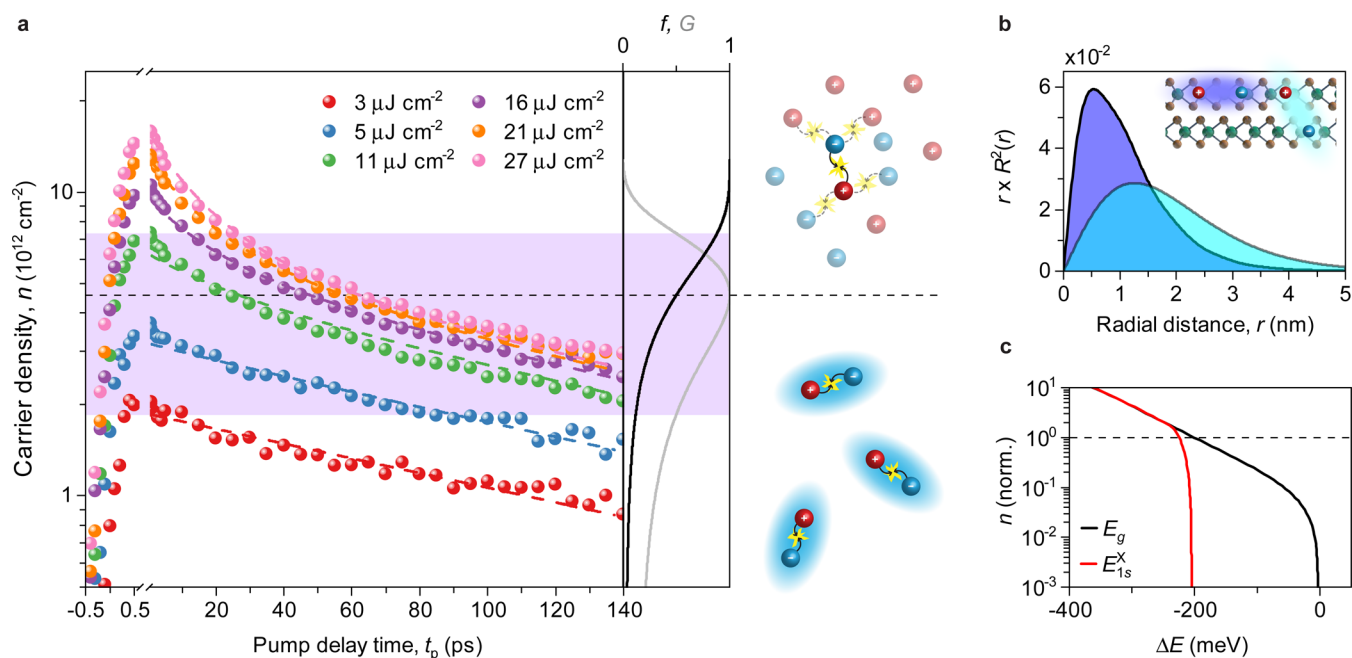 a
f, G
0 1
3 μJ cm⁻² 16 μJ cm⁻²
5 μJ cm⁻² 21 μJ cm⁻²
11 μJ cm⁻² 27 μJ cm⁻²
10
1
Carrier density, n (10¹² cm⁻²)
-0.5 0.5 20 40 60 80 100 120 140
Pump delay time, tₚ (ps)
+ − + −
+ − + −
b
x10⁻²
6
4
2
0
r x R²(r)
0 1 2 3 4 5
Radial distance, r (nm)
c
10¹
10⁰
10⁻¹
10⁻²
10⁻³
n (norm.)
E_g
E^X_1s
-400 -200 0
ΔE (meV)